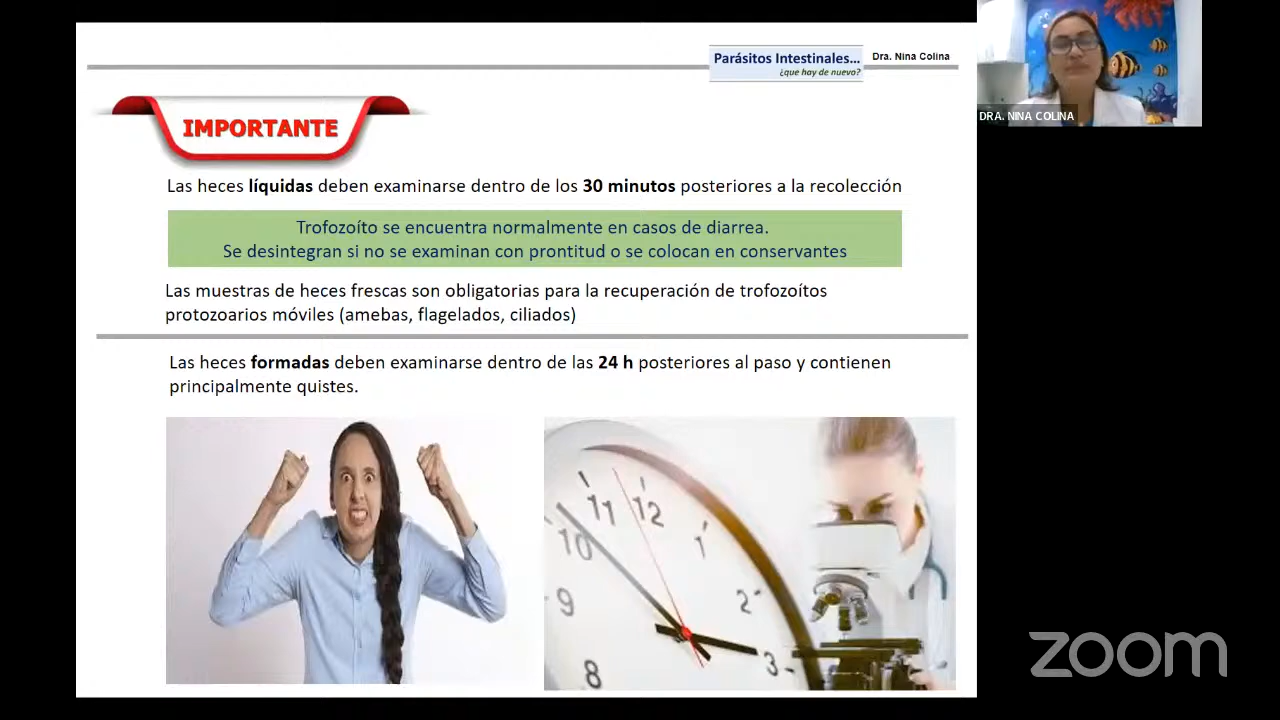 Parásitos Intestinales...
¿que hay de nuevo?
Dra. Nina Colina
DRA. NINA COLINA
IMPORTANTE
Las heces líquidas deben examinarse dentro de los 30 minutos posteriores a la recolección
Trofozoíto se encuentra normalmente en casos de diarrea.
Se desintegran si no se examinan con prontitud o se colocan en conservantes
Las muestras de heces frescas son obligatorias para la recuperación de trofozoítos
protozoarios móviles (amebas, flagelados, ciliados)
Las heces formadas deben examinarse dentro de las 24 h posteriores al paso y contienen
principalmente quistes.
11
12
10
1
9
2
8
3
zoom